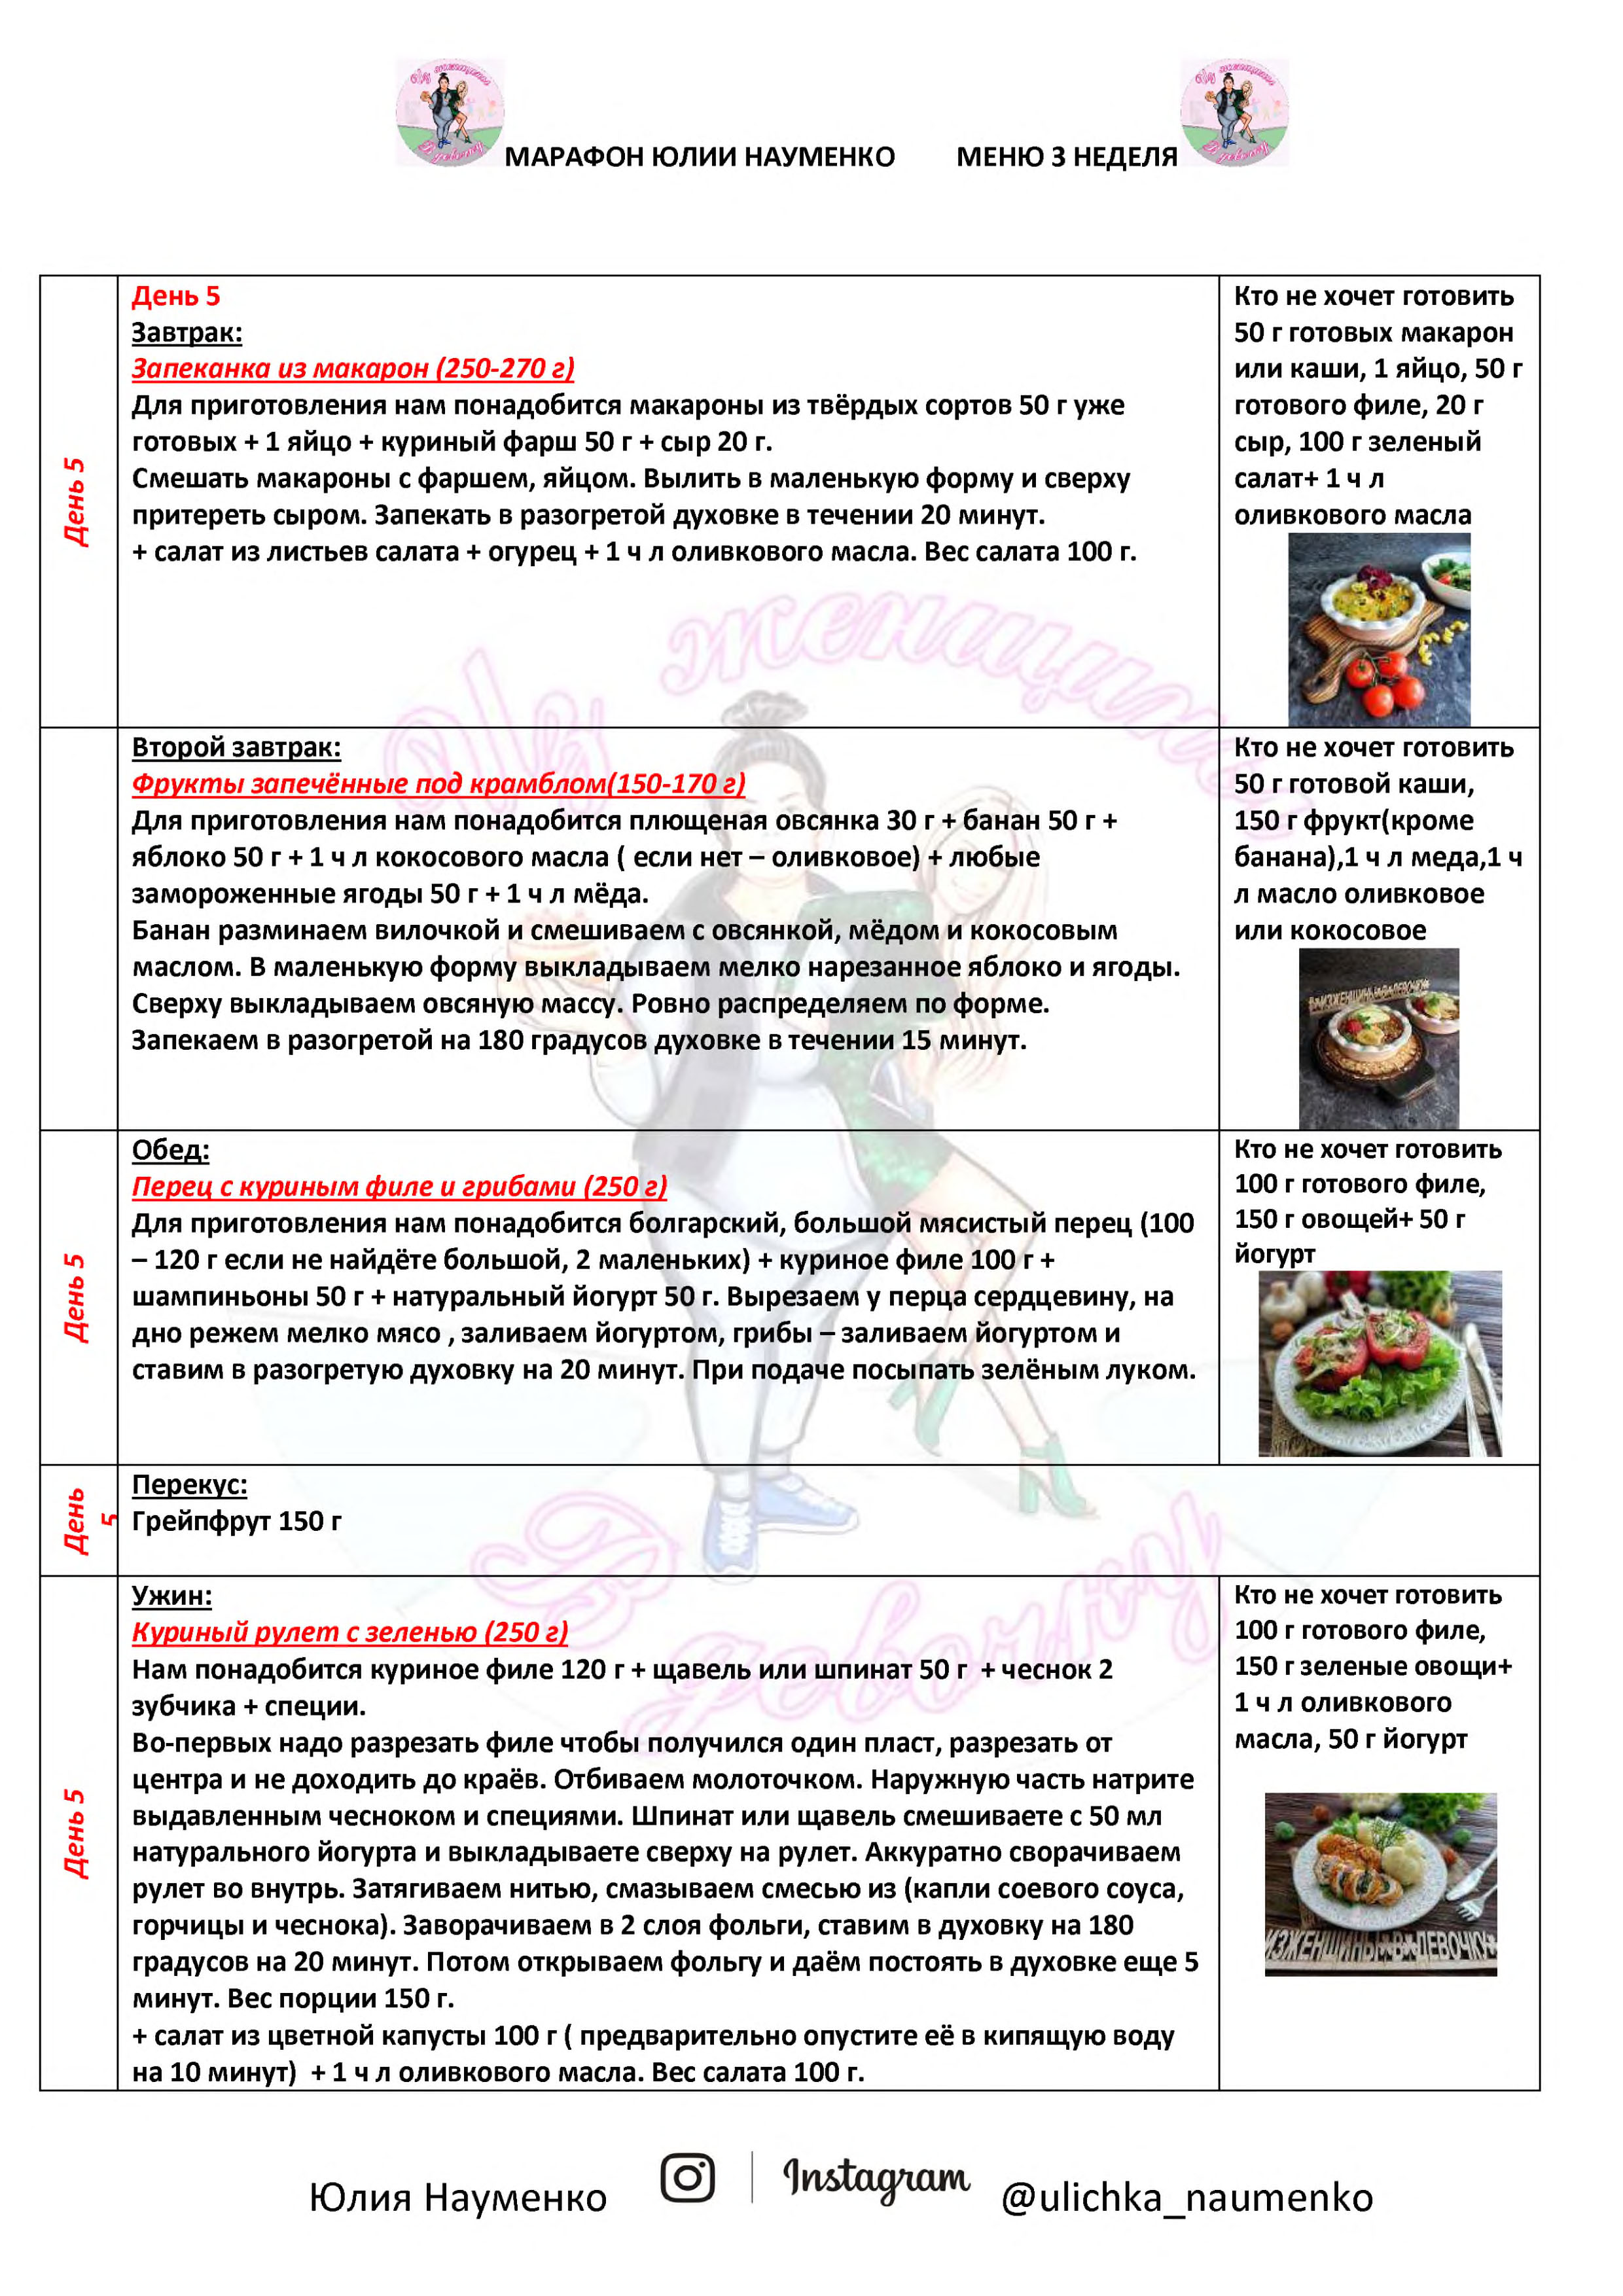 Из женщины
В девочку
МАРАФОН ЮЛИИ НАУМЕНКО МЕНЮ 3 НЕДЕЛЯ
Из женщины
В девочку
День 5
День 5
Завтрак:
Запеканка из макарон (250-270 г)
Для приготовления нам понадобится макароны из твёрдых сортов 50 г уже
готовых + 1 яйцо + куриный фарш 50 г + сыр 20 г.
Смешать макароны с фаршем, яйцом. Вылить в маленькую форму и сверху
притереть сыром. Запекать в разогретой духовке в течении 20 минут.
+ салат из листьев салата + огурец + 1 ч л оливкового масла. Вес салата 100 г.
Кто не хочет готовить
50 г готовых макарон
или каши, 1 яйцо, 50 г
готового филе, 20 г
сыр, 100 г зеленый
салат+ 1 ч л
оливкового масла
Второй завтрак:
Фрукты запечённые под крамблом(150-170 г)
Для приготовления нам понадобится плющеная овсянка 30 г + банан 50 г +
яблоко 50 г + 1 ч л кокосового масла ( если нет – оливковое) + любые
замороженные ягоды 50 г + 1 ч л мёда.
Банан разминаем вилочкой и смешиваем с овсянкой, мёдом и кокосовым
маслом. В маленькую форму выкладываем мелко нарезанное яблоко и ягоды.
Сверху выкладываем овсяную массу. Ровно распределяем по форме.
Запекаем в разогретой на 180 градусов духовке в течении 15 минут.
Кто не хочет готовить
50 г готовой каши,
150 г фрукт(кроме
банана),1 ч л меда,1 ч
л масло оливковое
или кокосовое
#ИЗЖЕНЩИНЫ*В*ДЕВОЧКУ*
День 5
Обед:
Перец с куриным филе и грибами (250 г)
Для приготовления нам понадобится болгарский, большой мясистый перец (100
– 120 г если не найдёте большой, 2 маленьких) + куриное филе 100 г +
шампиньоны 50 г + натуральный йогурт 50 г. Вырезаем у перца сердцевину, на
дно режем мелко мясо , заливаем йогуртом, грибы – заливаем йогуртом и
ставим в разогретую духовку на 20 минут. При подаче посыпать зелёным луком.
Кто не хочет готовить
100 г готового филе,
150 г овощей+ 50 г
йогурт
День
5
Перекус:
Грейпфрут 150 г
День 5
Ужин:
Куриный рулет с зеленью (250 г)
Нам понадобится куриное филе 120 г + щавель или шпинат 50 г + чеснок 2
зубчика + специи.
Во-первых надо разрезать филе чтобы получился один пласт, разрезать от
центра и не доходить до краёв. Отбиваем молоточком. Наружную часть натрите
выдавленным чесноком и специями. Шпинат или щавель смешиваете с 50 мл
натурального йогурта и выкладываете сверху на рулет. Аккуратно сворачиваем
рулет во внутрь. Затягиваем нитью, смазываем смесью из (капли соевого соуса,
горчицы и чеснока). Заворачиваем в 2 слоя фольги, ставим в духовку на 180
градусов на 20 минут. Потом открываем фольгу и даём постоять в духовке еще 5
минут. Вес порции 150 г.
+ салат из цветной капусты 100 г ( предварительно опустите её в кипящую воду
на 10 минут) + 1 ч л оливкового масла. Вес салата 100 г.
Кто не хочет готовить
100 г готового филе,
150 г зеленые овощи+
1 ч л оливкового
масла, 50 г йогурт
ИЗЖЕНЩИНЫ*В*ДЕВОЧКУ*
Из женщины
В девочку
Юлия Науменко Instagram @ulichka_naumenko